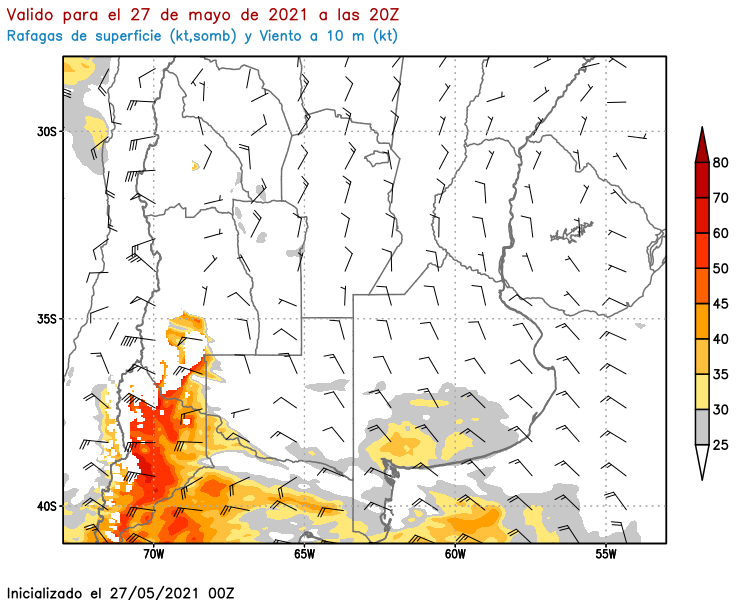 Valido para el 27 de mayo de 2021 a las 20Z
Rafagas de superficie (kt,somb) y Viento a 10 m (kt)
30S
35S
40S
70W
65W
60W
55W
80
70
60
50
45
40
35
30
25
Inicializado el 27/05/2021 00Z